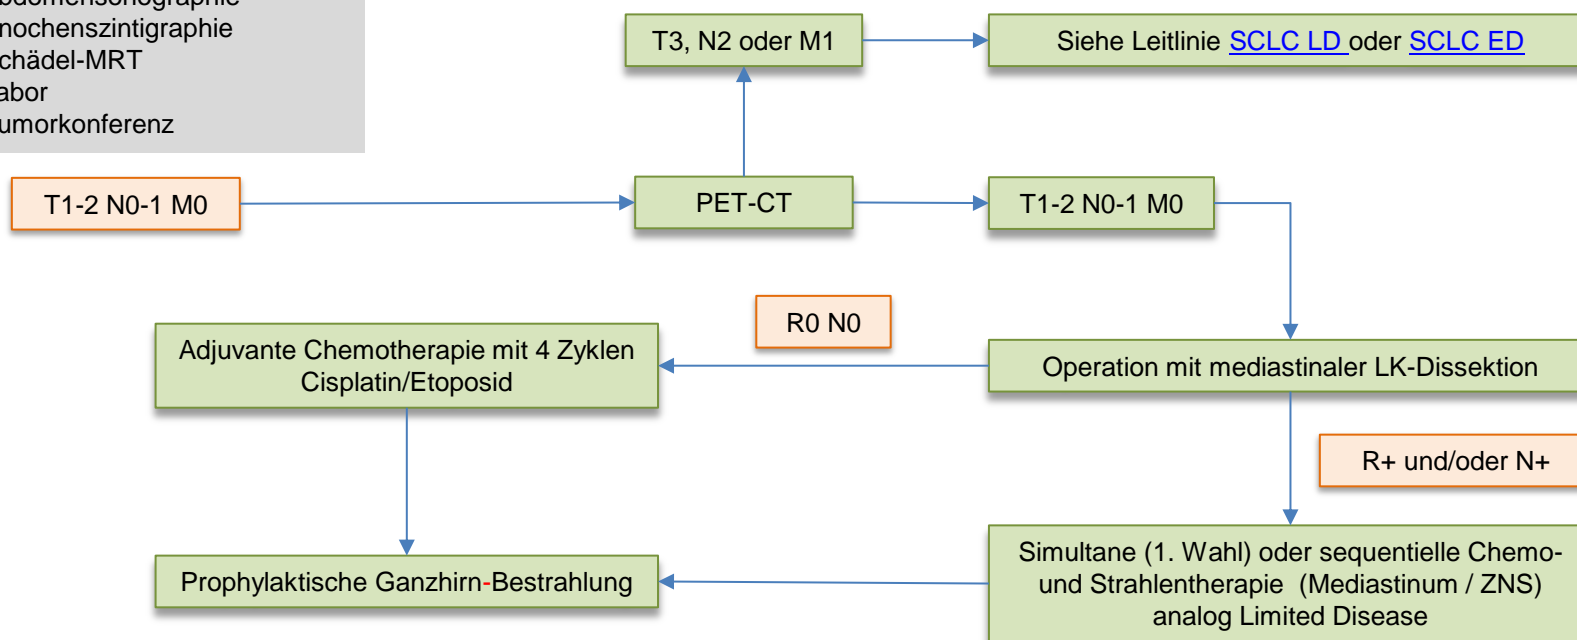 bdomensonographie
nochenszintigraphie
chädel-MRT
abor
umorkonferenz
T3, N2 oder M1
Siehe Leitlinie SCLC LD oder SCLC ED
T1-2 N0-1 M0
PET-CT
T1-2 N0-1 M0
R0 N0
Adjuvante Chemotherapie mit 4 Zyklen
Cisplatin/Etoposid
Operation mit mediastinaler LK-Dissektion
R+ und/oder N+
Prophylaktische Ganzhirn-Bestrahlung
Simultane (1. Wahl) oder sequentielle Chemo-
und Strahlentherapie (Mediastinum / ZNS)
analog Limited Disease